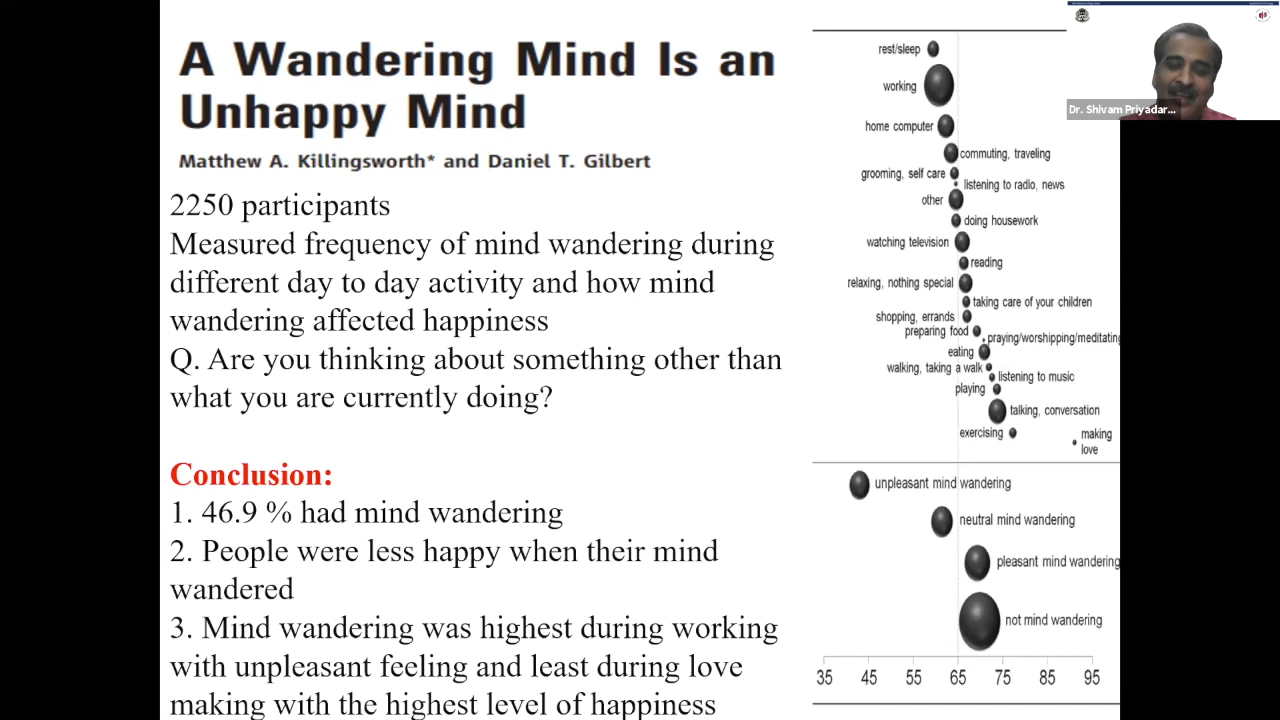 A Wandering Mind Is an
Unhappy Mind
Matthew A. Killingsworth* and Daniel T. Gilbert
2250 participants
Measured frequency of mind wandering during
different day to day activity and how mind
wandering affected happiness
Q. Are you thinking about something other than
what you are currently doing?
Conclusion:
1. 46.9 % had mind wandering
2. People were less happy when their mind
wandered
3. Mind wandering was highest during working
with unpleasant feeling and least during love
making with the highest level of happiness
rest/sleep
working
home computer
commuting, traveling
grooming, self care
listening to radio, news
other
doing housework
watching television
reading
relaxing, nothing special
taking care of your children
shopping, errands
preparing food
praying/worshipping/meditating
eating
walking, taking a walk
listening to music
playing
talking, conversation
exercising
making
love
unpleasant mind wandering
neutral mind wandering
pleasant mind wandering
not mind wandering
35 45 55 65 75 85 95
Dr. Shivam Priyadar...